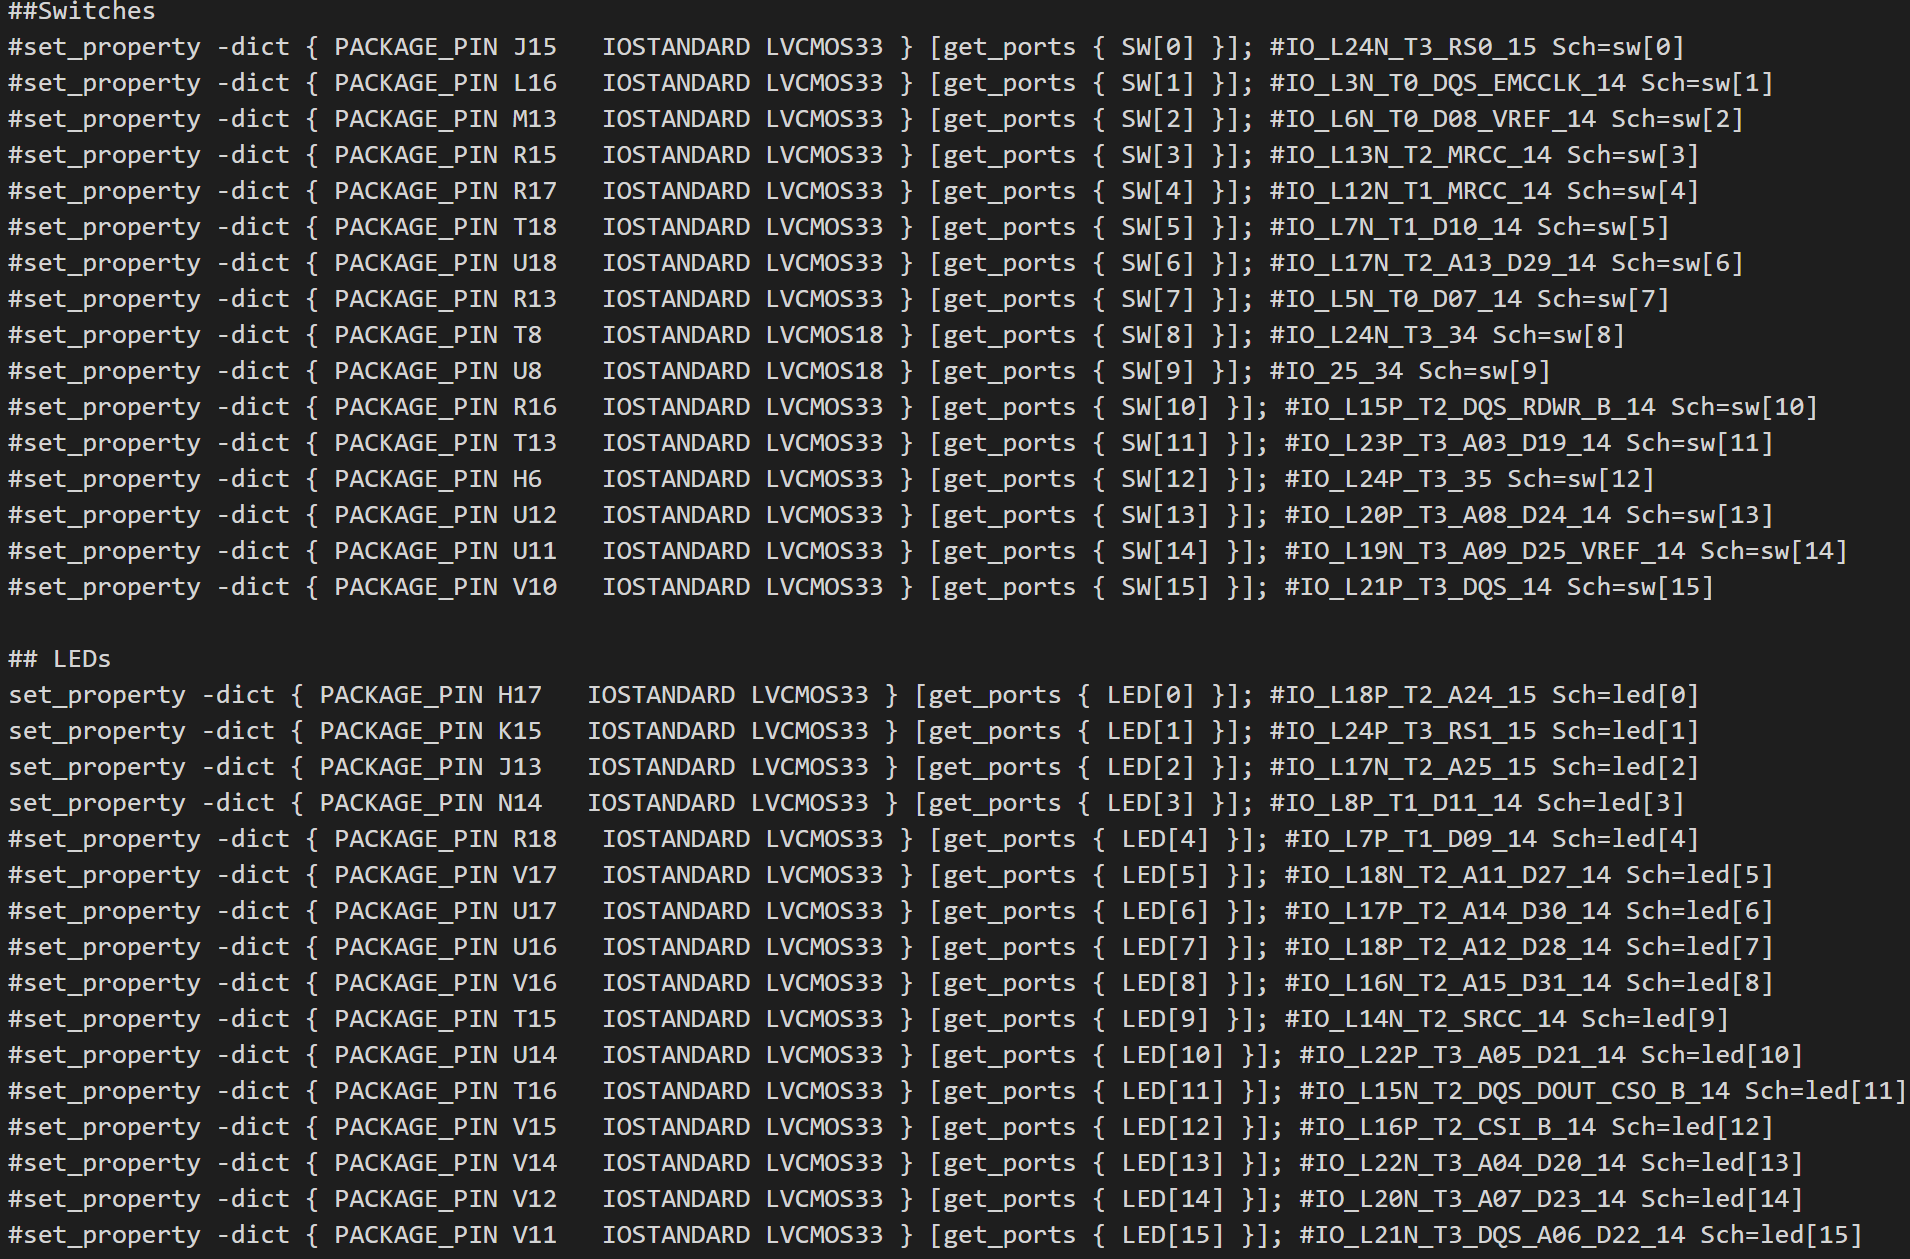 ##Switches
#set_property -dict { PACKAGE_PIN J15   IOSTANDARD LVCMOS33 } [get_ports { SW[0] }]; #IO_L24N_T3_RS0_15 Sch=sw[0]
#set_property -dict { PACKAGE_PIN L16   IOSTANDARD LVCMOS33 } [get_ports { SW[1] }]; #IO_L3N_T0_DQS_EMCCLK_14 Sch=sw[1]
#set_property -dict { PACKAGE_PIN M13   IOSTANDARD LVCMOS33 } [get_ports { SW[2] }]; #IO_L6N_T0_D08_VREF_14 Sch=sw[2]
#set_property -dict { PACKAGE_PIN R15   IOSTANDARD LVCMOS33 } [get_ports { SW[3] }]; #IO_L13N_T2_MRCC_14 Sch=sw[3]
#set_property -dict { PACKAGE_PIN R17   IOSTANDARD LVCMOS33 } [get_ports { SW[4] }]; #IO_L12N_T1_MRCC_14 Sch=sw[4]
#set_property -dict { PACKAGE_PIN T18   IOSTANDARD LVCMOS33 } [get_ports { SW[5] }]; #IO_L7N_T1_D10_14 Sch=sw[5]
#set_property -dict { PACKAGE_PIN U18   IOSTANDARD LVCMOS33 } [get_ports { SW[6] }]; #IO_L17N_T2_A13_D29_14 Sch=sw[6]
#set_property -dict { PACKAGE_PIN R13   IOSTANDARD LVCMOS33 } [get_ports { SW[7] }]; #IO_L5N_T0_D07_14 Sch=sw[7]
#set_property -dict { PACKAGE_PIN T8    IOSTANDARD LVCMOS18 } [get_ports { SW[8] }]; #IO_L24N_T3_34 Sch=sw[8]
#set_property -dict { PACKAGE_PIN U8    IOSTANDARD LVCMOS18 } [get_ports { SW[9] }]; #IO_25_34 Sch=sw[9]
#set_property -dict { PACKAGE_PIN R16   IOSTANDARD LVCMOS33 } [get_ports { SW[10] }]; #IO_L15P_T2_DQS_RDWR_B_14 Sch=sw[10]
#set_property -dict { PACKAGE_PIN T13   IOSTANDARD LVCMOS33 } [get_ports { SW[11] }]; #IO_L23P_T3_A03_D19_14 Sch=sw[11]
#set_property -dict { PACKAGE_PIN H6    IOSTANDARD LVCMOS33 } [get_ports { SW[12] }]; #IO_L24P_T3_35 Sch=sw[12]
#set_property -dict { PACKAGE_PIN U12   IOSTANDARD LVCMOS33 } [get_ports { SW[13] }]; #IO_L20P_T3_A08_D24_14 Sch=sw[13]
#set_property -dict { PACKAGE_PIN U11   IOSTANDARD LVCMOS33 } [get_ports { SW[14] }]; #IO_L19N_T3_A09_D25_VREF_14 Sch=sw[14]
#set_property -dict { PACKAGE_PIN V10   IOSTANDARD LVCMOS33 } [get_ports { SW[15] }]; #IO_L21P_T3_DQS_14 Sch=sw[15]

## LEDs
set_property -dict { PACKAGE_PIN H17   IOSTANDARD LVCMOS33 } [get_ports { LED[0] }]; #IO_L18P_T2_A24_15 Sch=led[0]
set_property -dict { PACKAGE_PIN K15   IOSTANDARD LVCMOS33 } [get_ports { LED[1] }]; #IO_L24P_T3_RS1_15 Sch=led[1]
set_property -dict { PACKAGE_PIN J13   IOSTANDARD LVCMOS33 } [get_ports { LED[2] }]; #IO_L17N_T2_A25_15 Sch=led[2]
set_property -dict { PACKAGE_PIN N14   IOSTANDARD LVCMOS33 } [get_ports { LED[3] }]; #IO_L8P_T1_D11_14 Sch=led[3]
#set_property -dict { PACKAGE_PIN R18   IOSTANDARD LVCMOS33 } [get_ports { LED[4] }]; #IO_L7P_T1_D09_14 Sch=led[4]
#set_property -dict { PACKAGE_PIN V17   IOSTANDARD LVCMOS33 } [get_ports { LED[5] }]; #IO_L18N_T2_A11_D27_14 Sch=led[5]
#set_property -dict { PACKAGE_PIN U17   IOSTANDARD LVCMOS33 } [get_ports { LED[6] }]; #IO_L17P_T2_A14_D30_14 Sch=led[6]
#set_property -dict { PACKAGE_PIN U16   IOSTANDARD LVCMOS33 } [get_ports { LED[7] }]; #IO_L18P_T2_A12_D28_14 Sch=led[7]
#set_property -dict { PACKAGE_PIN V16   IOSTANDARD LVCMOS33 } [get_ports { LED[8] }]; #IO_L16N_T2_A15_D31_14 Sch=led[8]
#set_property -dict { PACKAGE_PIN T15   IOSTANDARD LVCMOS33 } [get_ports { LED[9] }]; #IO_L14N_T2_SRCC_14 Sch=led[9]
#set_property -dict { PACKAGE_PIN U14   IOSTANDARD LVCMOS33 } [get_ports { LED[10] }]; #IO_L22P_T3_A05_D21_14 Sch=led[10]
#set_property -dict { PACKAGE_PIN T16   IOSTANDARD LVCMOS33 } [get_ports { LED[11] }]; #IO_L15N_T2_DQS_DOUT_CSO_B_14 Sch=led[11]
#set_property -dict { PACKAGE_PIN V15   IOSTANDARD LVCMOS33 } [get_ports { LED[12] }]; #IO_L16P_T2_CSI_B_14 Sch=led[12]
#set_property -dict { PACKAGE_PIN V14   IOSTANDARD LVCMOS33 } [get_ports { LED[13] }]; #IO_L22N_T3_A04_D20_14 Sch=led[13]
#set_property -dict { PACKAGE_PIN V12   IOSTANDARD LVCMOS33 } [get_ports { LED[14] }]; #IO_L20N_T3_A07_D23_14 Sch=led[14]
#set_property -dict { PACKAGE_PIN V11   IOSTANDARD LVCMOS33 } [get_ports { LED[15] }]; #IO_L21N_T3_DQS_A06_D22_14 Sch=led[15]